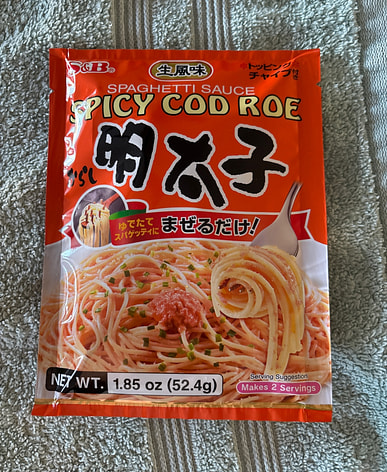 S&B
生風味
トッピング
チャイブ付き
SPAGHETTI SAUCE
SPICY COD ROE
からし
明太子
ゆでたて
スパゲッティに
まぜるだけ!
Serving Suggestion
NET WT. 1.85 oz (52.4g)
Makes 2 Servings